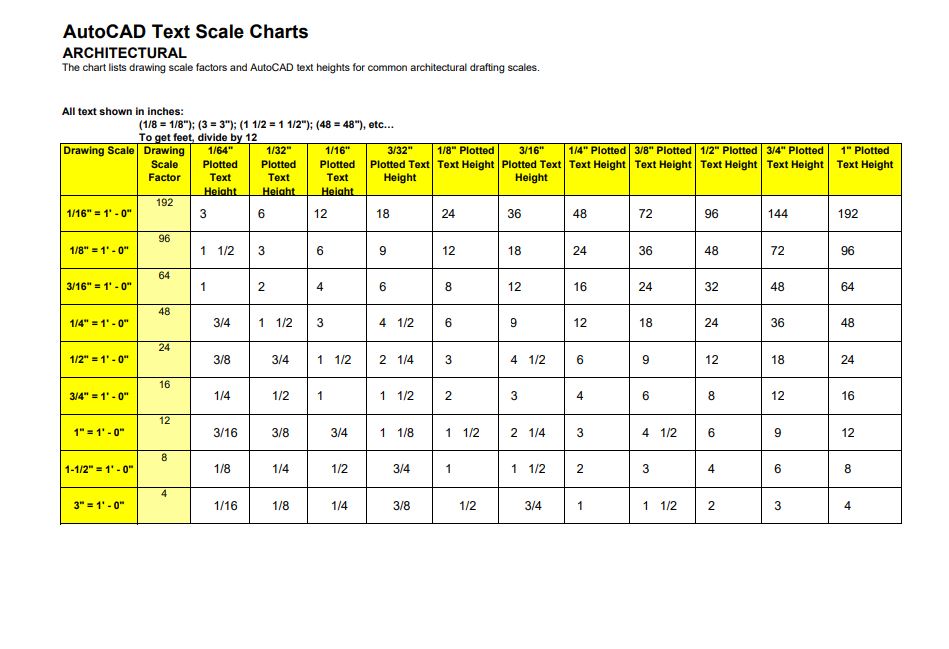 AutoCAD Text Scale Charts
ARCHITECTURAL
The chart lists drawing scale factors and AutoCAD text heights for common architectural drafting scales.
All text shown in inches:
(1/8 = 1/8"); (3 = 3"); (1 1/2 = 1 1/2"); (48 = 48"), etc…
To get feet, divide by 12
Drawing Scale Drawing Scale Factor 1/64" Plotted Text Height 1/32" Plotted Text Height 1/16" Plotted Text Height 3/32" Plotted Text Height 1/8" Plotted Text Height 3/16" Plotted Text Height 1/4" Plotted Text Height 3/8" Plotted Text Height 1/2" Plotted Text Height 3/4" Plotted Text Height 1" Plotted Text Height
1/16" = 1' - 0" 192 3 6 12 18 24 36 48 72 96 144 192
1/8" = 1' - 0" 96 1 1/2 3 6 9 12 18 24 36 48 72 96
3/16" = 1' - 0" 64 1 2 4 6 8 12 16 24 32 48 64
1/4" = 1' - 0" 48 3/4 1 1/2 3 4 1/2 6 9 12 18 24 36 48
1/2" = 1' - 0" 24 3/8 3/4 1 1/2 2 1/4 3 4 1/2 6 9 12 18 24
3/4" = 1' - 0" 16 1/4 1/2 1 1 1/2 2 3 4 6 8 12 16
1" = 1' - 0" 12 3/16 3/8 3/4 1 1/8 1 1/2 2 1/4 3 4 1/2 6 9 12
1-1/2" = 1' - 0" 8 1/8 1/4 1/2 3/4 1 1 1/2 2 3 4 6 8
3" = 1' - 0" 4 1/16 1/8 1/4 3/8 1/2 3/4 1 1 1/2 2 3 4